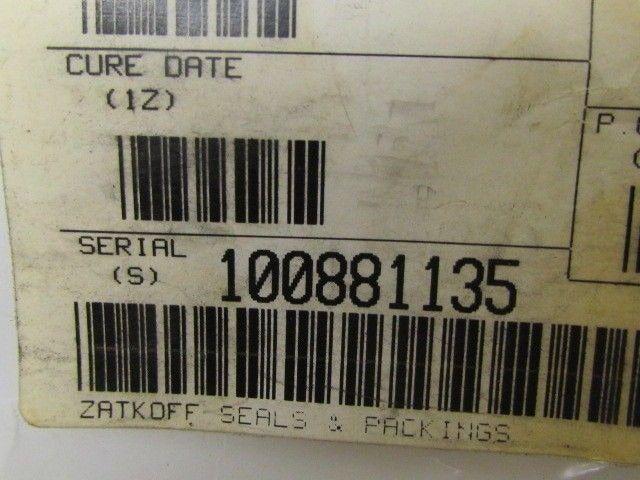 CURE DATE
(1Z)
P.
(
SERIAL
(S) 100881135
ZATKOFF SEALS & PACKINGS